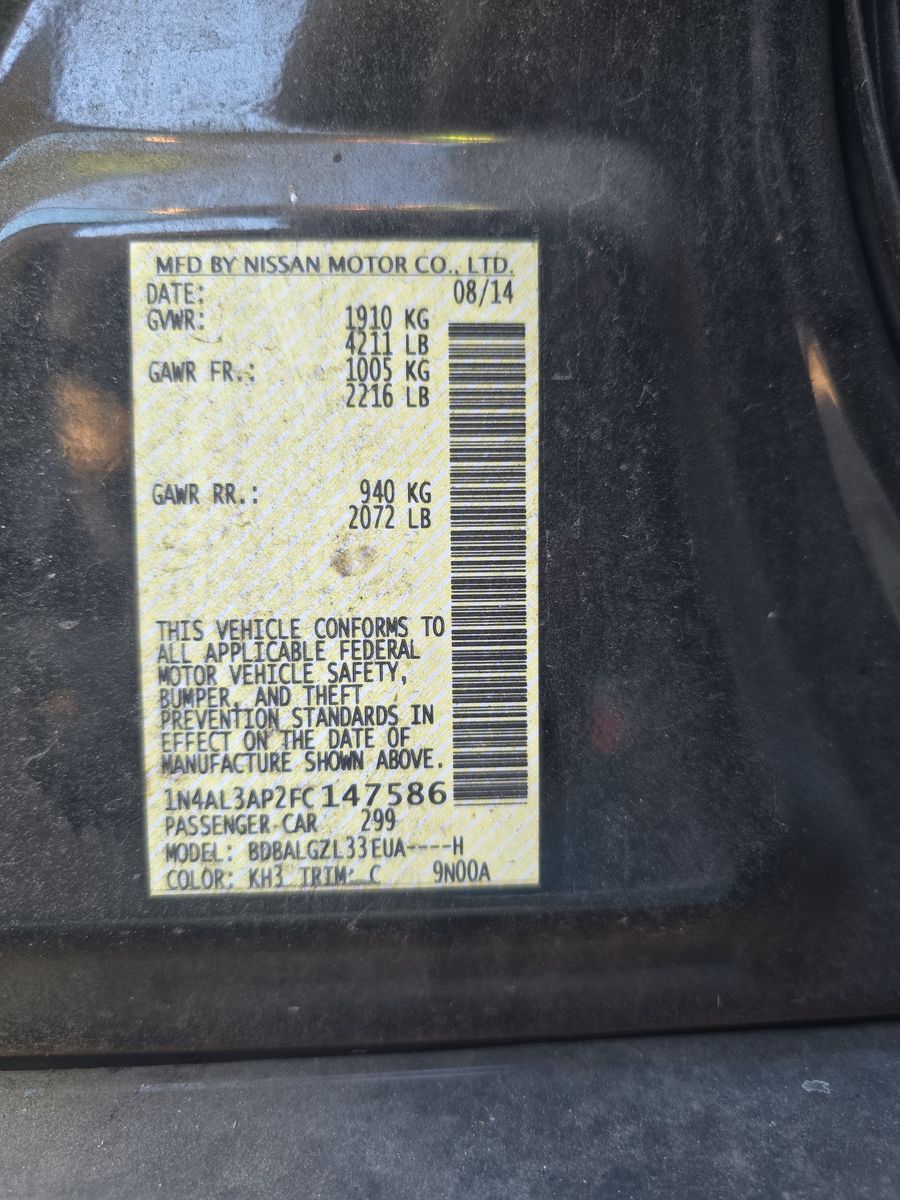 MFD BY NISSAN MOTOR CO., LTD.
DATE: 08/14
GVWR: 1910 KG
4211 LB
GAWR FR.: 1005 KG
2216 LB
GAWR RR.: 940 KG
2072 LB
THIS VEHICLE CONFORMS TO
ALL APPLICABLE FEDERAL
MOTOR VEHICLE SAFETY,
BUMPER, AND THEFT
PREVENTION STANDARDS IN
EFFECT ON THE DATE OF
MANUFACTURE SHOWN ABOVE.
1N4AL3AP2FC147586
PASSENGER CAR 299
MODEL: BDBALGZL33EUA----H
COLOR: KH3 TRIM: C 9N00A